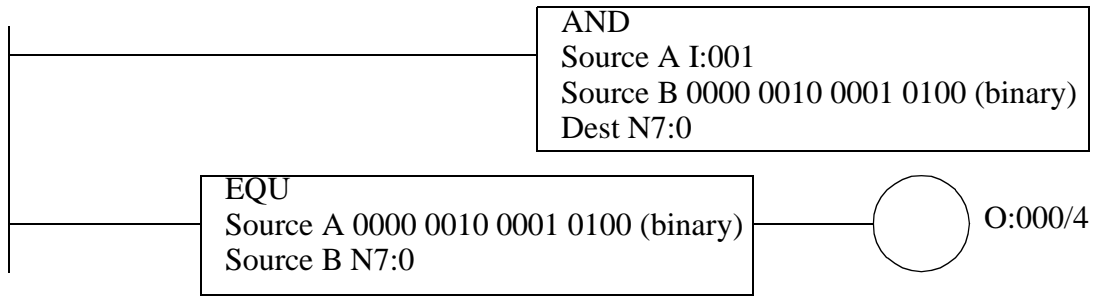 AND
Source A I:001
Source B 0000 0010 0001 0100 (binary)
Dest N7:0
EQU
Source A 0000 0010 0001 0100 (binary)
Source B N7:0
O:000/4